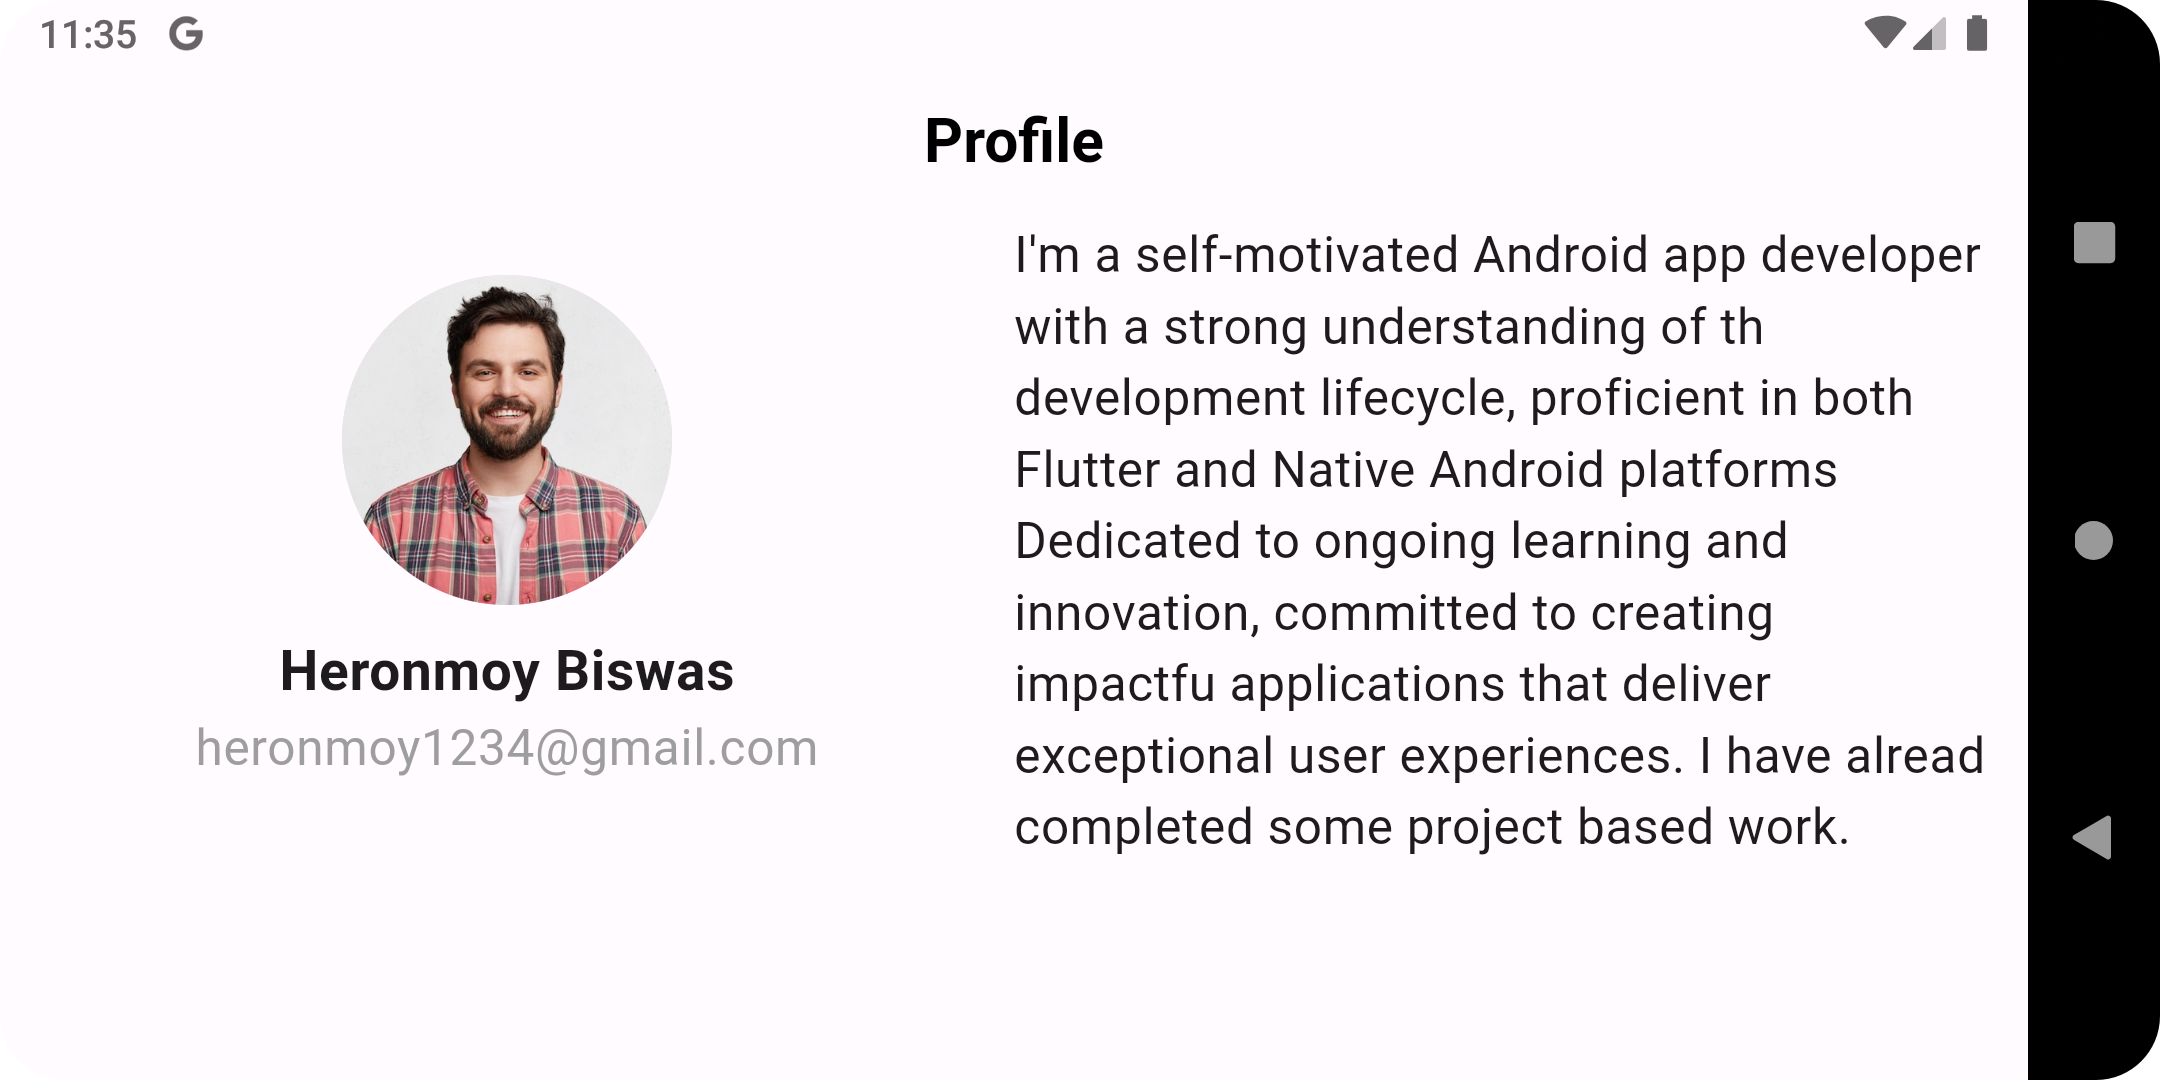 11:35 G
Profile
I'm a self-motivated Android app developer
with a strong understanding of th
development lifecycle, proficient in both
Flutter and Native Android platforms
Dedicated to ongoing learning and
innovation, committed to creating
impactfu applications that deliver
exceptional user experiences. I have alread
completed some project based work.
Heronmoy Biswas
heronmoy1234@gmail.com